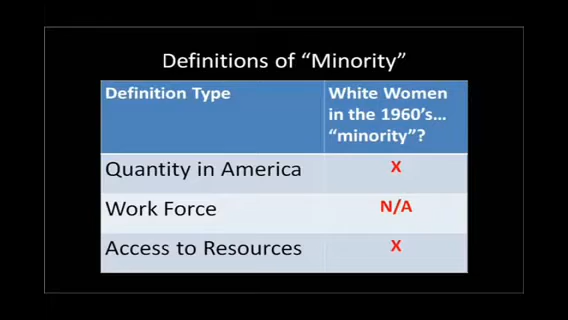 Definitions of “Minority”
Definition Type
White Women
in the 1960’s…
“minority”?
Quantity in America
X
Work Force
N/A
Access to Resources
X